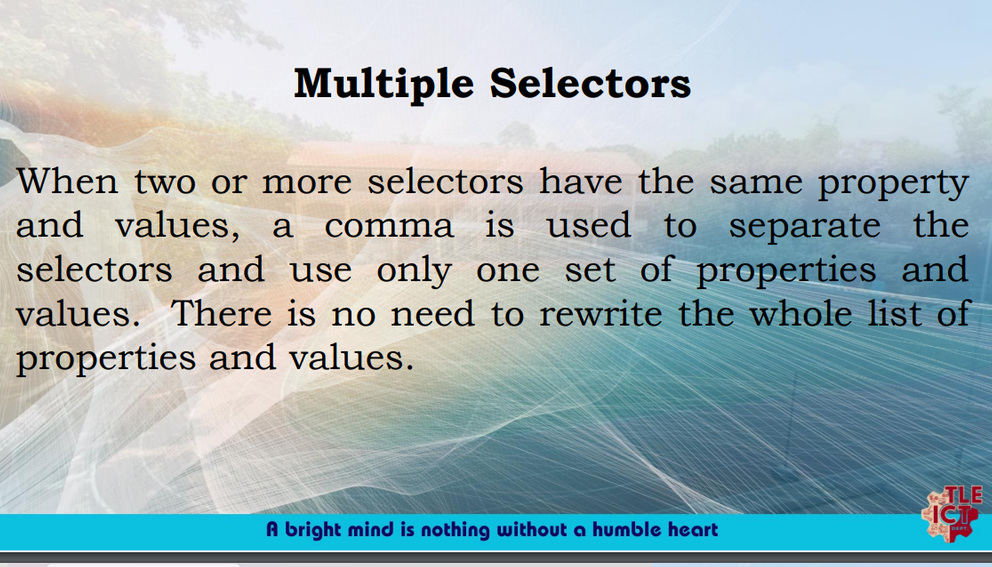 Multiple Selectors
When two or more selectors have the same property
and values, a comma is used to separate the
selectors and use only one set of properties and
values. There is no need to rewrite the whole list of
properties and values.
A bright mind is nothing without a humble heart
TLE
ICT
DEPT